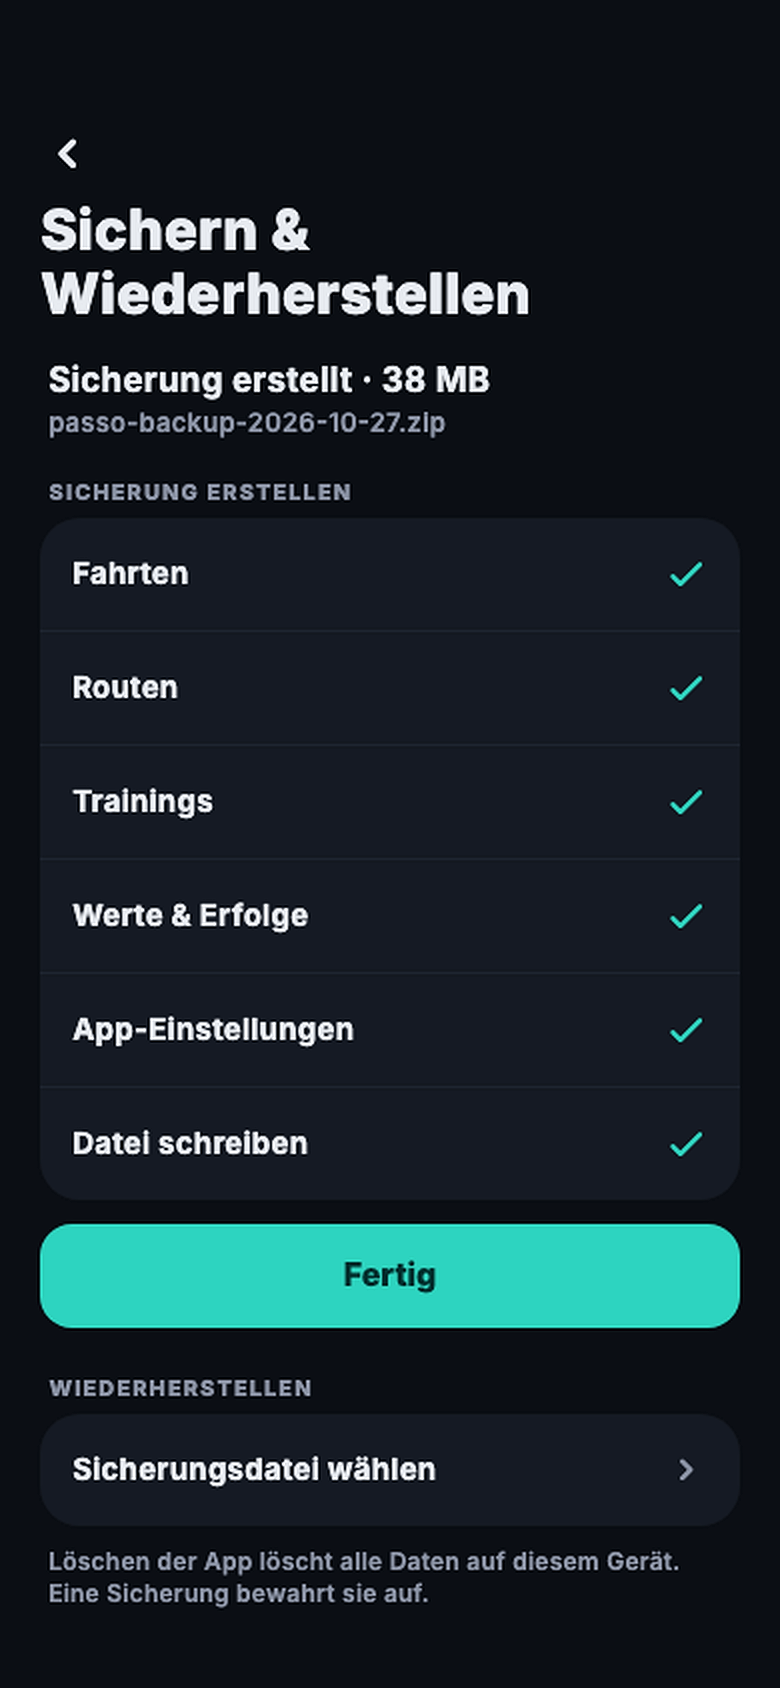 Sichern &
Wiederherstellen
Sicherung erstellt · 38 MB
passo-backup-2026-10-27.zip
SICHERUNG ERSTELLEN
Fahrten
Routen
Trainings
Werte & Erfolge
App-Einstellungen
Datei schreiben
Fertig
WIEDERHERSTELLEN
Sicherungsdatei wählen
Löschen der App löscht alle Daten auf diesem Gerät.
Eine Sicherung bewahrt sie auf.